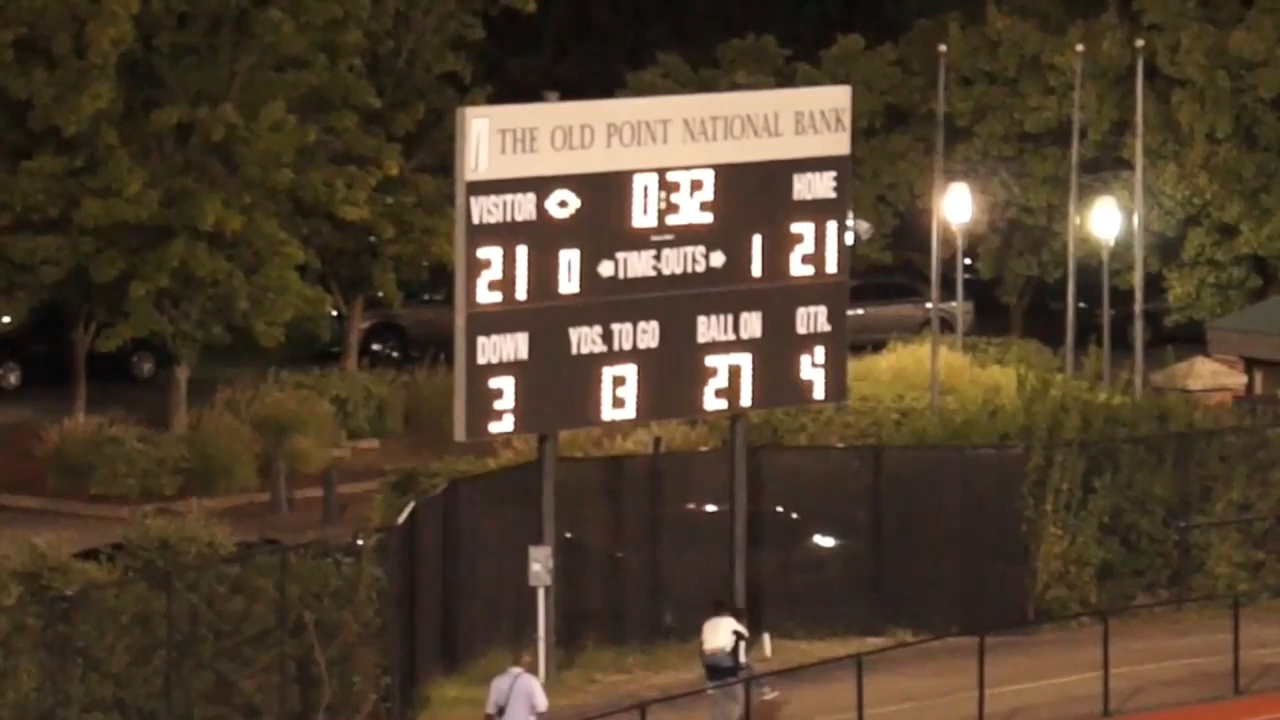 THE OLD POINT NATIONAL BANK
VISITOR 0:32 HOME
21 0 TIME-OUTS 1 21
DOWN YDS. TO GO BALL ON QTR.
3 13 27 4